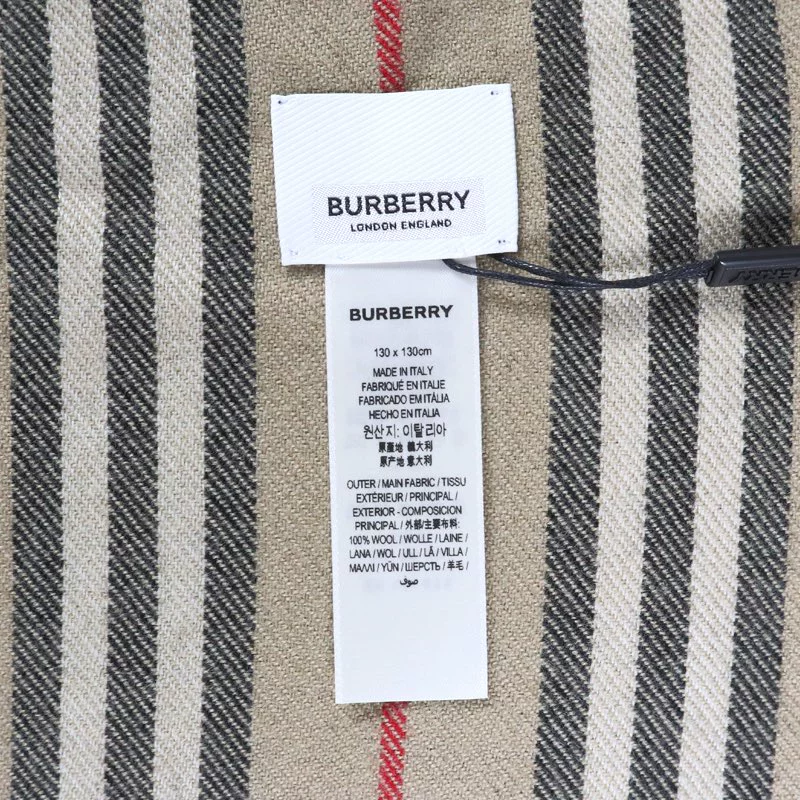 BURBERRY
LONDON ENGLAND
BURBERRY
130 x 130cm
MADE IN ITALY
FABRIQUÉ EN ITALIE
FABRICADO EM ITÁLIA
HECHO EN ITALIA
원산지: 이탈리아
原產地 義大利
原产地 意大利
OUTER / MAIN FABRIC / TISSU
EXTÉRIEUR / PRINCIPAL /
EXTERIOR - COMPOSICION
PRINCIPAL / 外部/主要布料:
100% WOOL / WOLLE / LAINE /
LANA / WOL / ULL / LÃ / VILLA /
ΜΑΛΛΙ / YÜN / ШЕРСТЬ / 羊毛 /
صوف